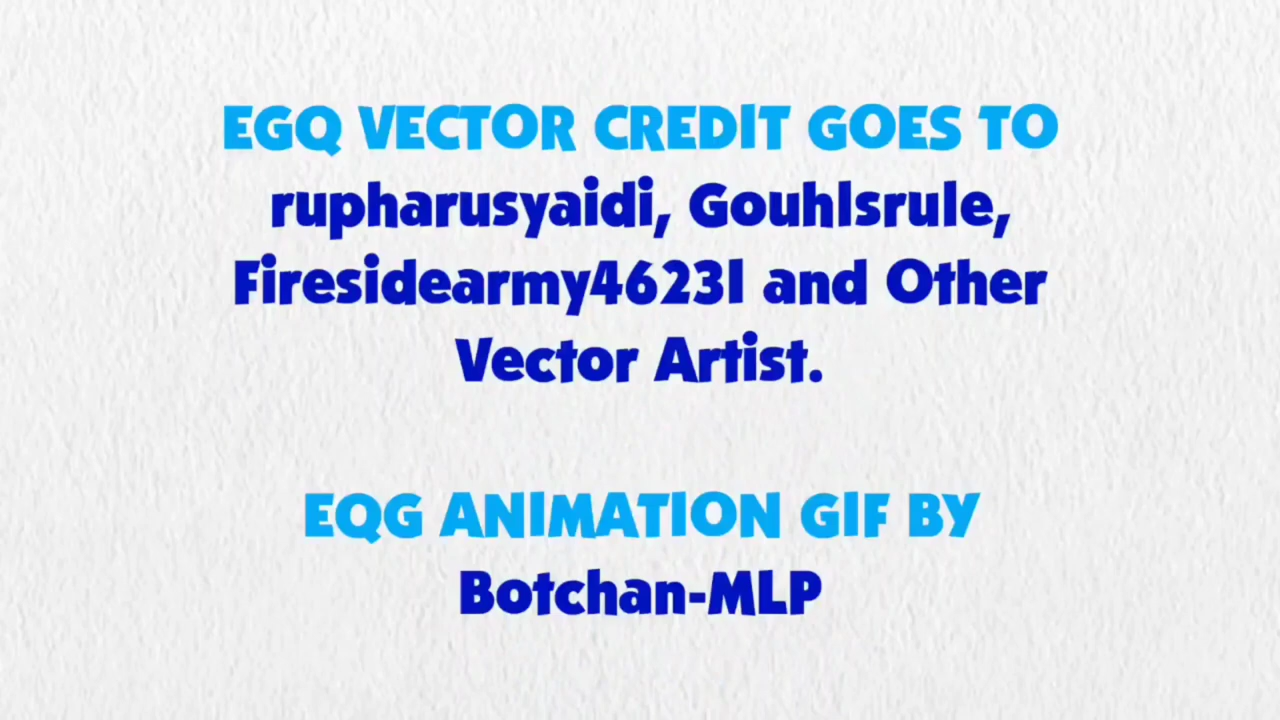 EGQ VECTOR CREDIT GOES TO
rupharusyaidi, Gouhlsrule,
Firesidearmy46231 and Other
Vector Artist.
EQG ANIMATION GIF BY
Botchan-MLP